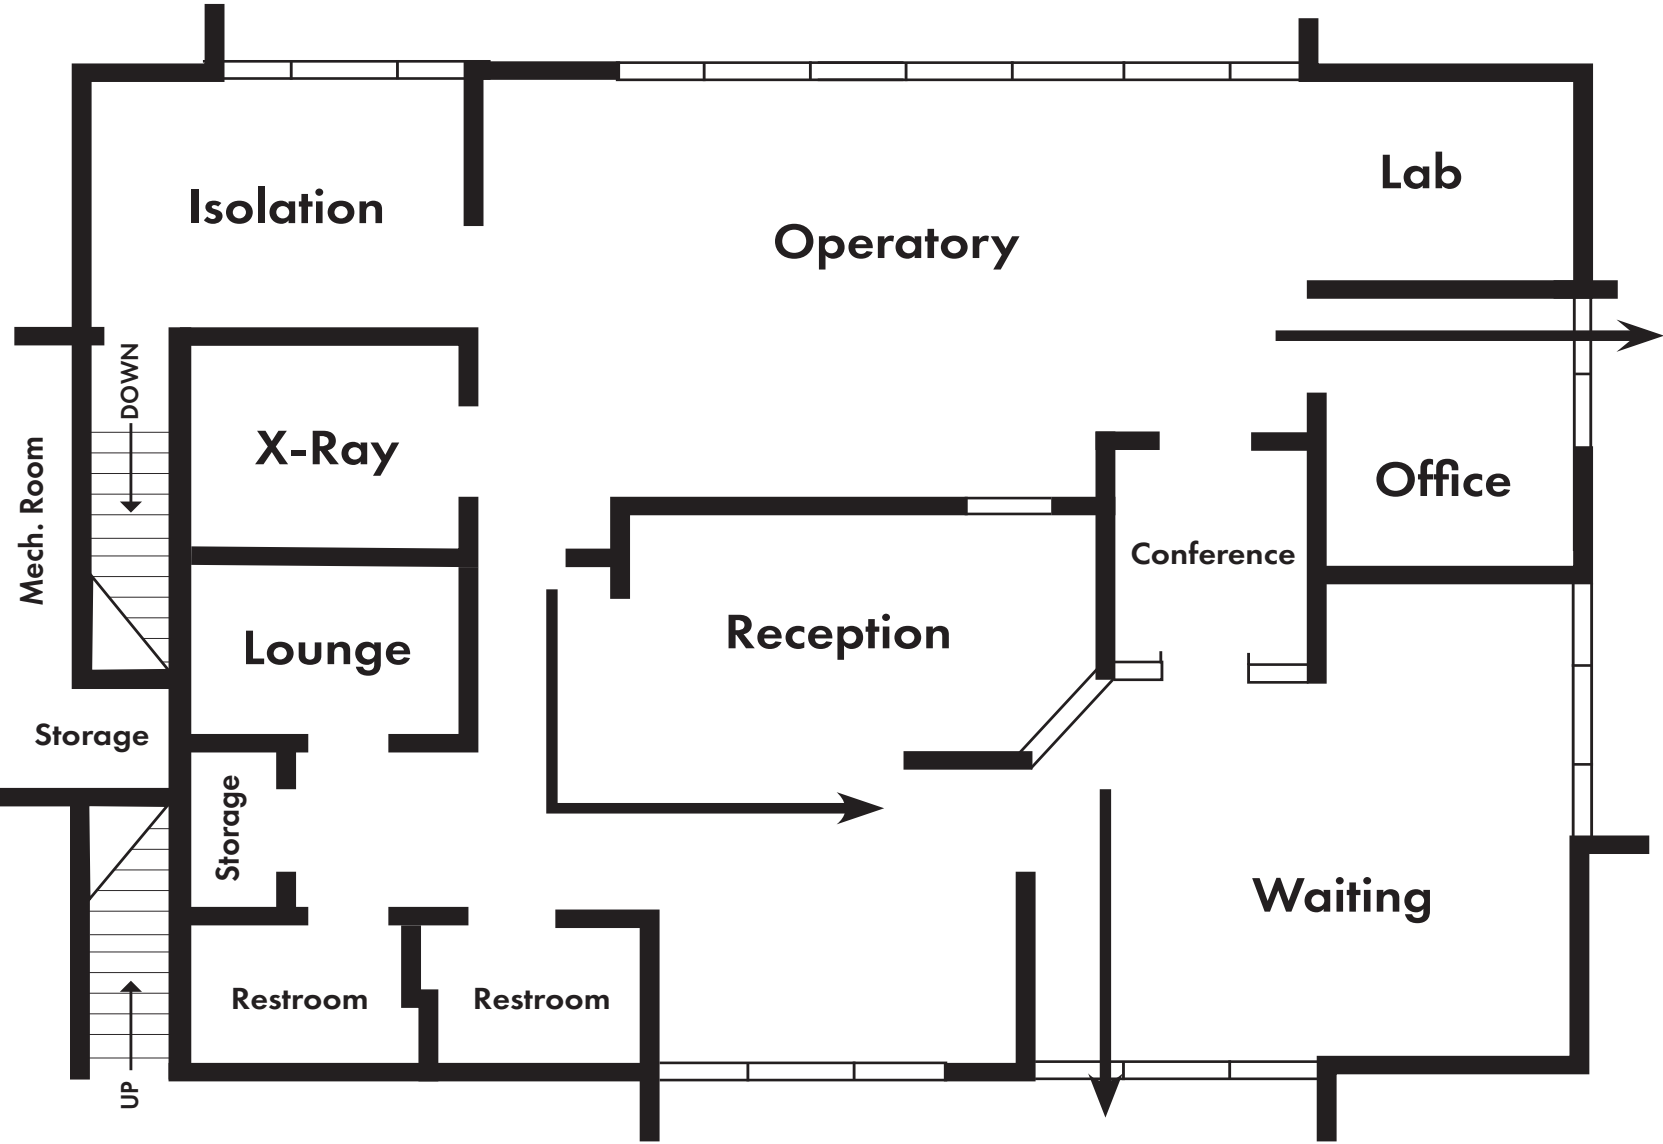 Lab
Isolation
Operatory
DOWN
X-Ray
Office
Mech. Room
Conference
Reception
Lounge
Storage
Storage
Waiting
Restroom
Restroom
UP